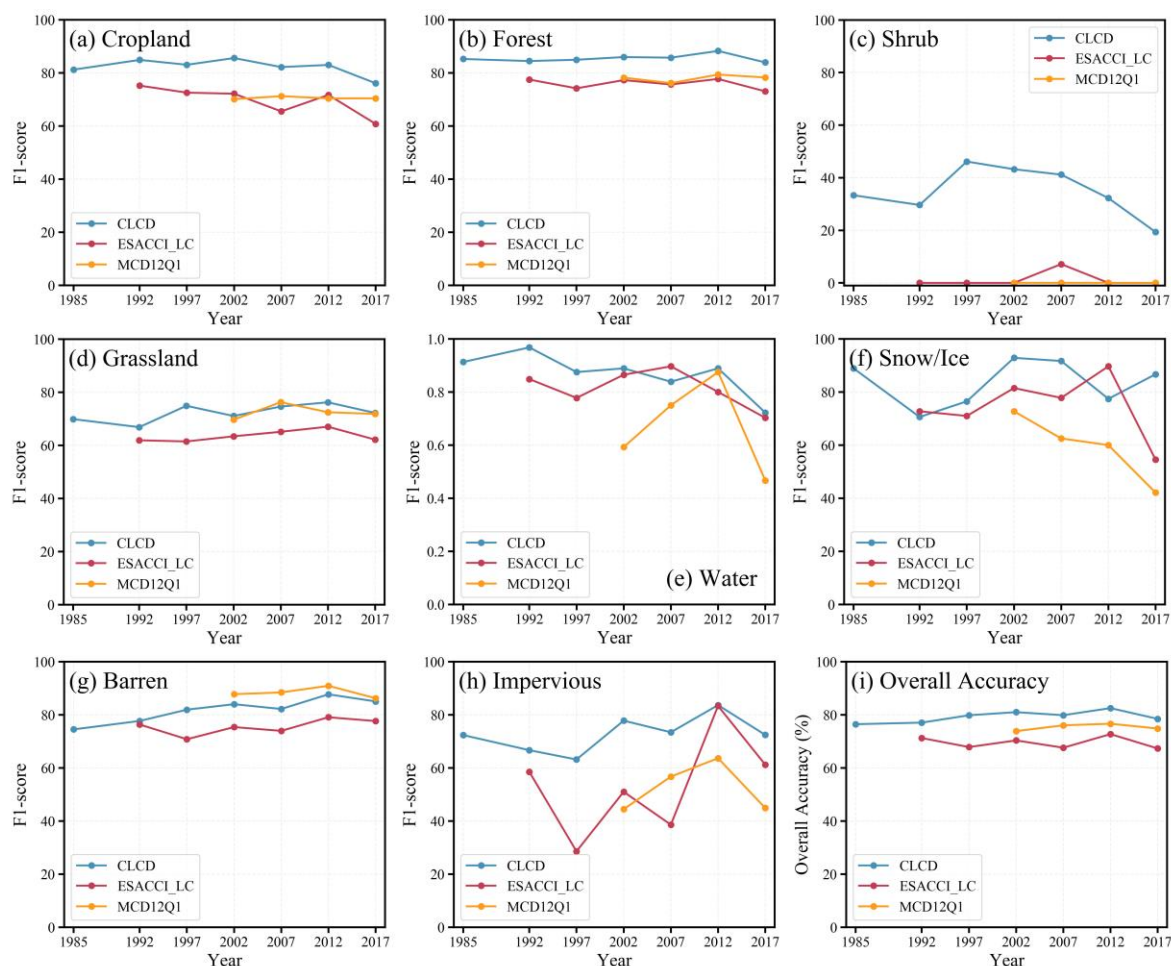 (a) Cropland
F1-score
100
80
60
40
20
0
CLCD
ESACCI_LC
MCD12Q1
1985 1992 1997 2002 2007 2012 2017
Year
(b) Forest
F1-score
100
80
60
40
20
0
CLCD
ESACCI_LC
MCD12Q1
1985 1992 1997 2002 2007 2012 2017
Year
(c) Shrub
F1-score
100
80
60
40
20
0
CLCD
ESACCI_LC
MCD12Q1
1985 1992 1997 2002 2007 2012 2017
Year
(d) Grassland
F1-score
100
80
60
40
20
0
CLCD
ESACCI_LC
MCD12Q1
1985 1992 1997 2002 2007 2012 2017
Year
F1-score
1.0
0.8
0.6
0.4
0.2
0.0
CLCD
ESACCI_LC
MCD12Q1
(e) Water
1985 1992 1997 2002 2007 2012 2017
Year
(f) Snow/Ice
F1-score
100
80
60
40
20
0
CLCD
ESACCI_LC
MCD12Q1
1985 1992 1997 2002 2007 2012 2017
Year
(g) Barren
F1-score
100
80
60
40
20
0
CLCD
ESACCI_LC
MCD12Q1
1985 1992 1997 2002 2007 2012 2017
Year
(h) Impervious
F1-score
100
80
60
40
20
0
CLCD
ESACCI_LC
MCD12Q1
1985 1992 1997 2002 2007 2012 2017
Year
(i) Overall Accuracy
Overall Accuracy (%)
100
80
60
40
20
0
CLCD
ESACCI_LC
MCD12Q1
1985 1992 1997 2002 2007 2012 2017
Year